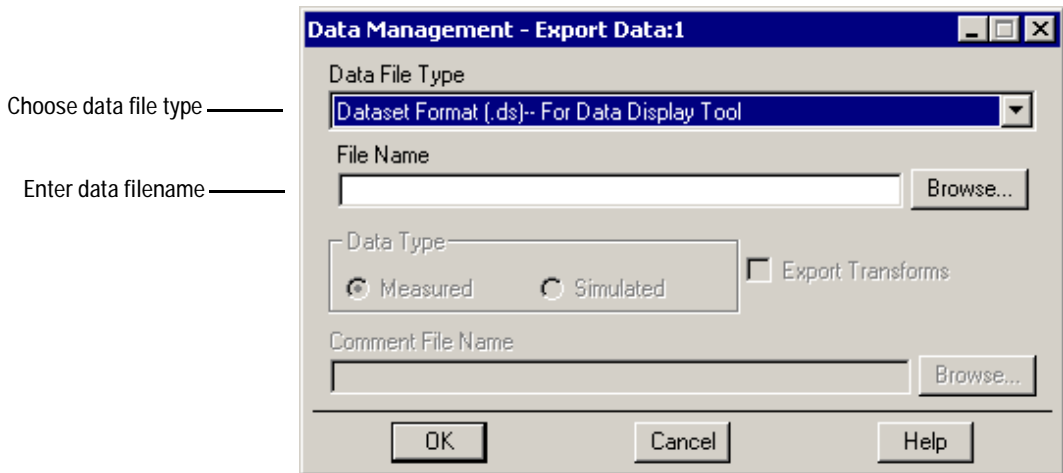 Data Management - Export Data:1
Data File Type
Choose data file type
Dataset Format (.ds)-- For Data Display Tool
File Name
Enter data filename
Browse...
Data Type
Measured
Simulated
Export Transforms
Comment File Name
Browse...
OK
Cancel
Help